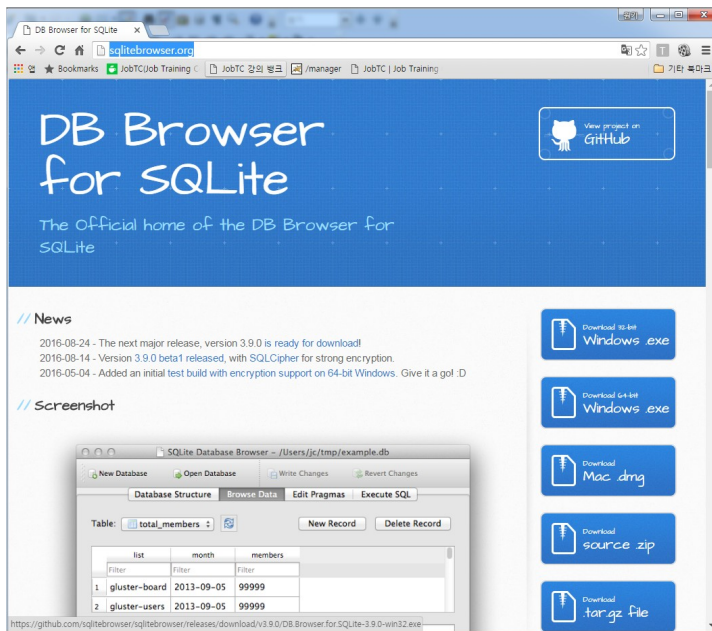 DB Browser for SQLite
sqlitebrowser.org
앱 Bookmarks JobTC(Job Training C JobTC 강의 뱅크 /manager JobTC | Job Training 기타 북마크
DB Browser
for SQLite
The Official home of the DB Browser for
SQLite
View project on
GitHub
// News
2016-08-24 - The next major release, version 3.9.0 is ready for download!
2016-08-14 - Version 3.9.0 beta1 released, with SQLCipher for strong encryption.
2016-05-04 - Added an initial test build with encryption support on 64-bit Windows. Give it a go! :D
// Screenshot
SQLite Database Browser - /Users/jc/tmp/example.db
New Database Open Database Write Changes Revert Changes
Database Structure Browse Data Edit Pragmas Execute SQL
Table: total_members New Record Delete Record
list month members
Filter Filter Filter
1 gluster-board 2013-09-05 99999
2 gluster-users 2013-09-05 99999
Download 32-bit
Windows .exe
Download 64-bit
Windows .exe
Download
Mac .dmg
Download
source .zip
Download
.tar.gz file
https://github.com/sqlitebrowser/sqlitebrowser/releases/download/v3.9.0/DB.Browser.for.SQLite-3.9.0-win32.exe